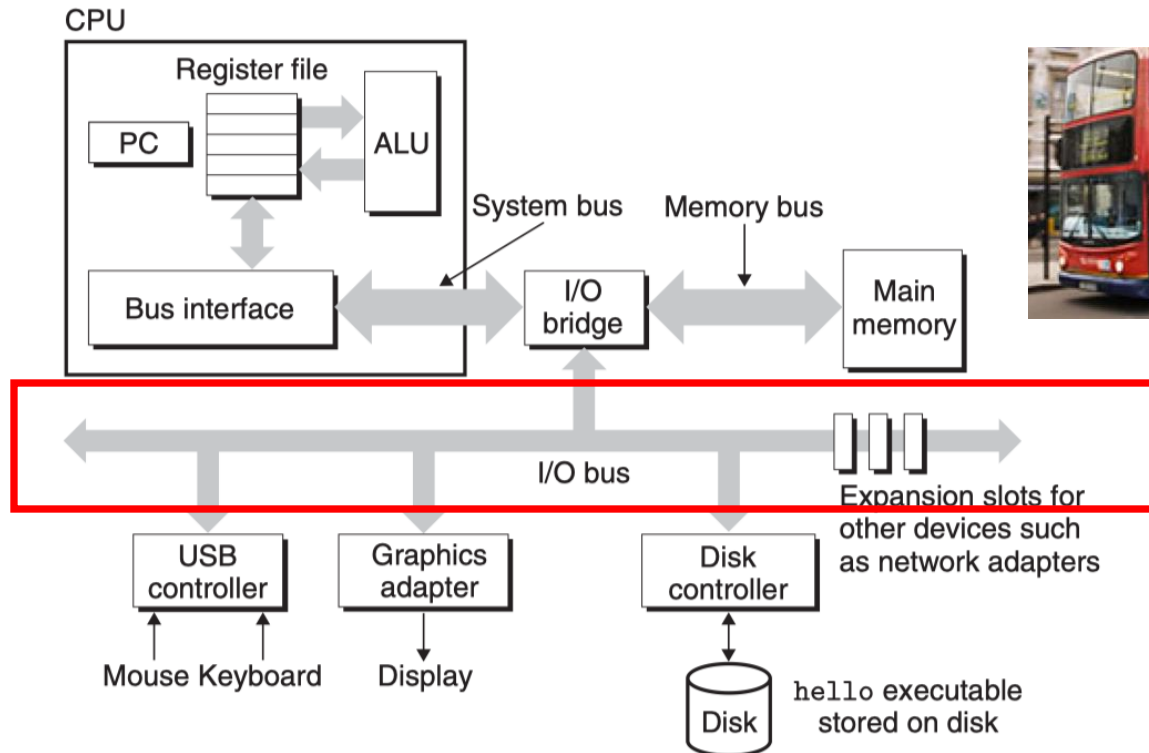 CPU
Register file
PC
ALU
System bus
Memory bus
Bus interface
I/O
bridge
Main
memory
I/O bus
Expansion slots for
other devices such
as network adapters
USB
controller
Graphics
adapter
Disk
controller
Mouse Keyboard
Display
Disk
hello executable
stored on disk